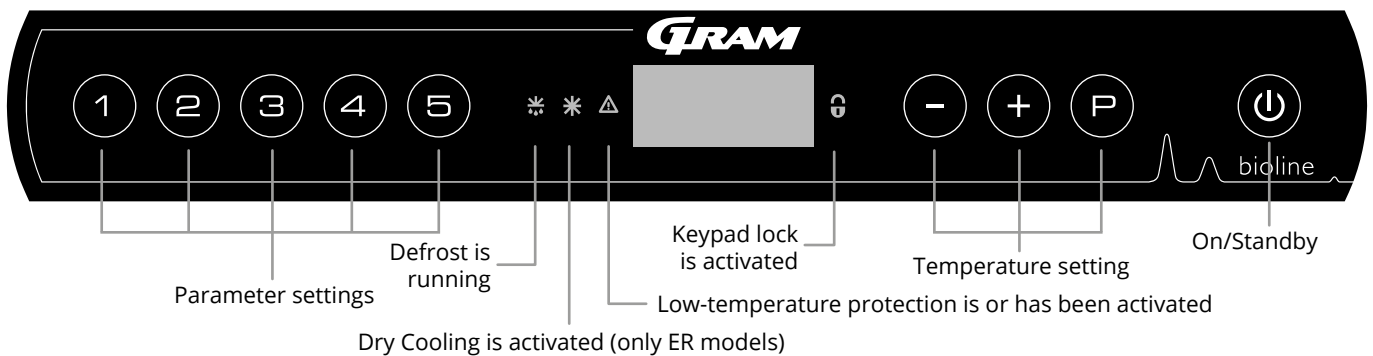 GRAM
1 2 3 4 5 - + P
bioline
Defrost is
running
Keypad lock
is activated
On/Standby
Temperature setting
Parameter settings
Low-temperature protection is or has been activated
Dry Cooling is activated (only ER models)